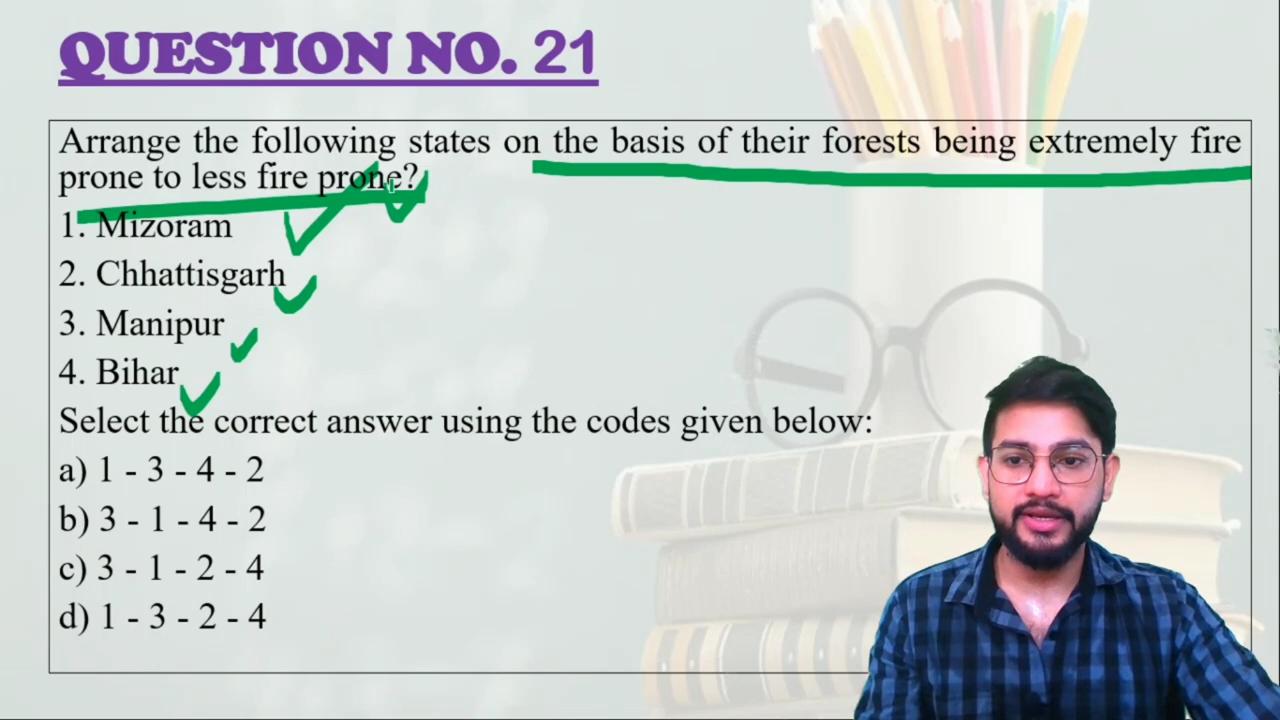 QUESTION NO. 21
Arrange the following states on the basis of their forests being extremely fire
prone to less fire prone?
1. Mizoram
2. Chhattisgarh
3. Manipur
4. Bihar
Select the correct answer using the codes given below:
a) 1 - 3 - 4 - 2
b) 3 - 1 - 4 - 2
c) 3 - 1 - 2 - 4
d) 1 - 3 - 2 - 4